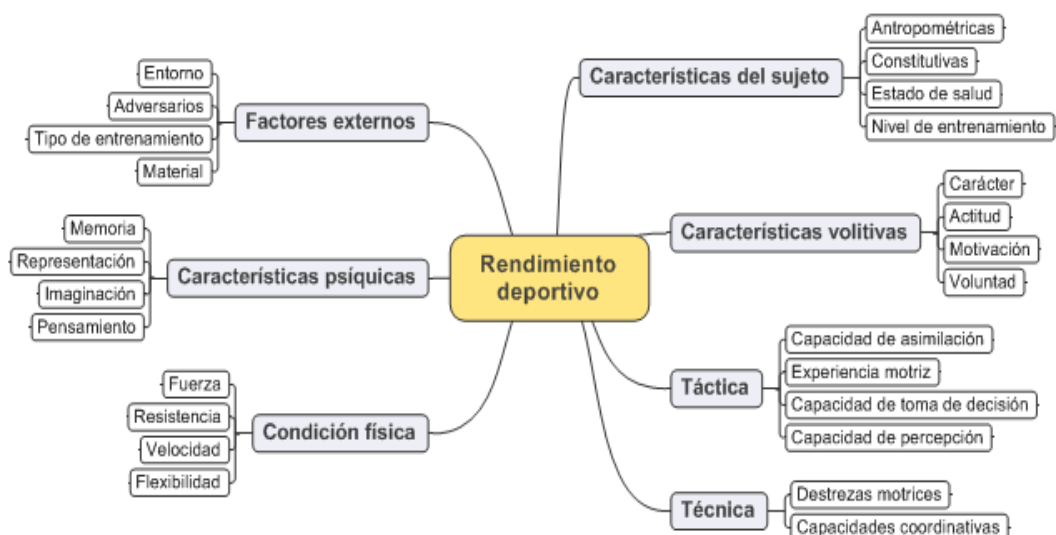 Rendimiento
deportivo
Factores externos
Entorno
Adversarios
Tipo de entrenamiento
Material
Características psíquicas
Memoria
Representación
Imaginación
Pensamiento
Condición física
Fuerza
Resistencia
Velocidad
Flexibilidad
Características del sujeto
Antropométricas
Constitutivas
Estado de salud
Nivel de entrenamiento
Características volitivas
Carácter
Actitud
Motivación
Voluntad
Táctica
Capacidad de asimilación
Experiencia motriz
Capacidad de toma de decisión
Capacidad de percepción
Técnica
Destrezas motrices
Capacidades coordinativas